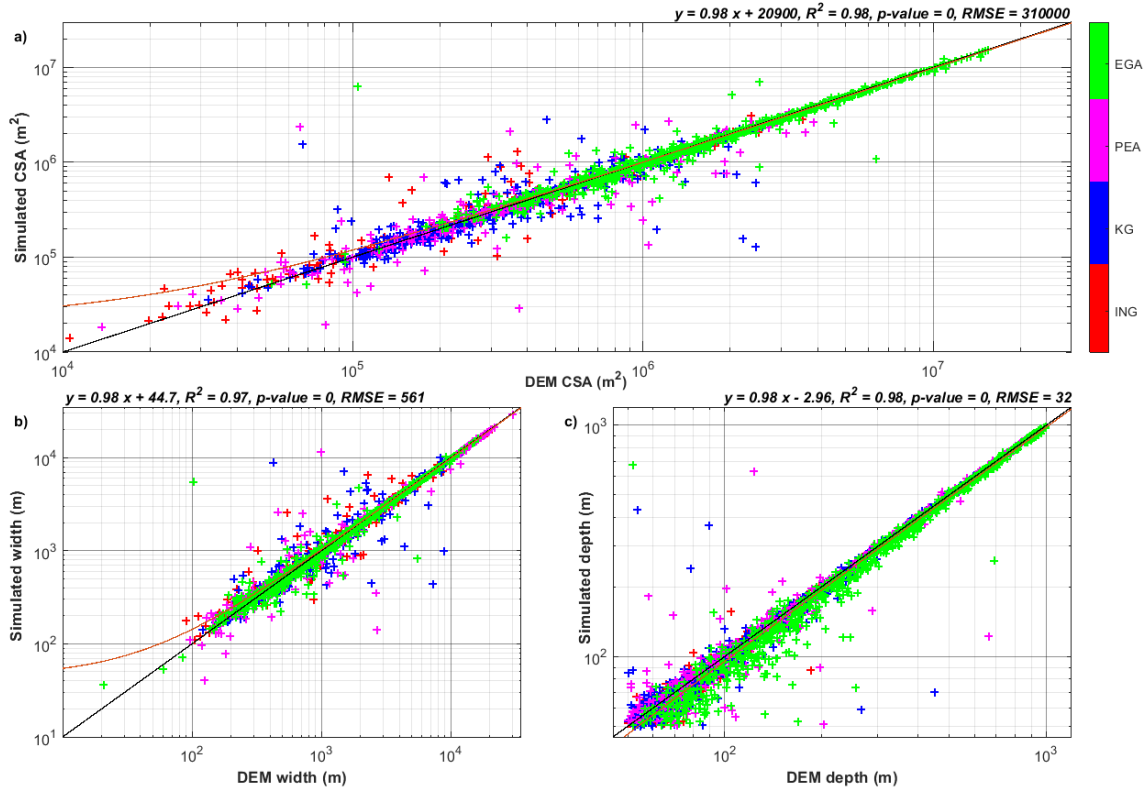 y = 0.98 x + 20900, R² = 0.98, p-value = 0, RMSE = 310000
a)
10⁷
10⁶
10⁵
10⁴
Simulated CSA (m²)
10⁴ 10⁵ 10⁶ 10⁷
DEM CSA (m²)
EGA
PEA
KG
ING
y = 0.98 x + 44.7, R² = 0.97, p-value = 0, RMSE = 561
b)
10⁴
10³
10²
10¹
Simulated width (m)
10² 10³ 10⁴
DEM width (m)
y = 0.98 x - 2.96, R² = 0.98, p-value = 0, RMSE = 32
c)
10³
10²
Simulated depth (m)
10² 10³
DEM depth (m)